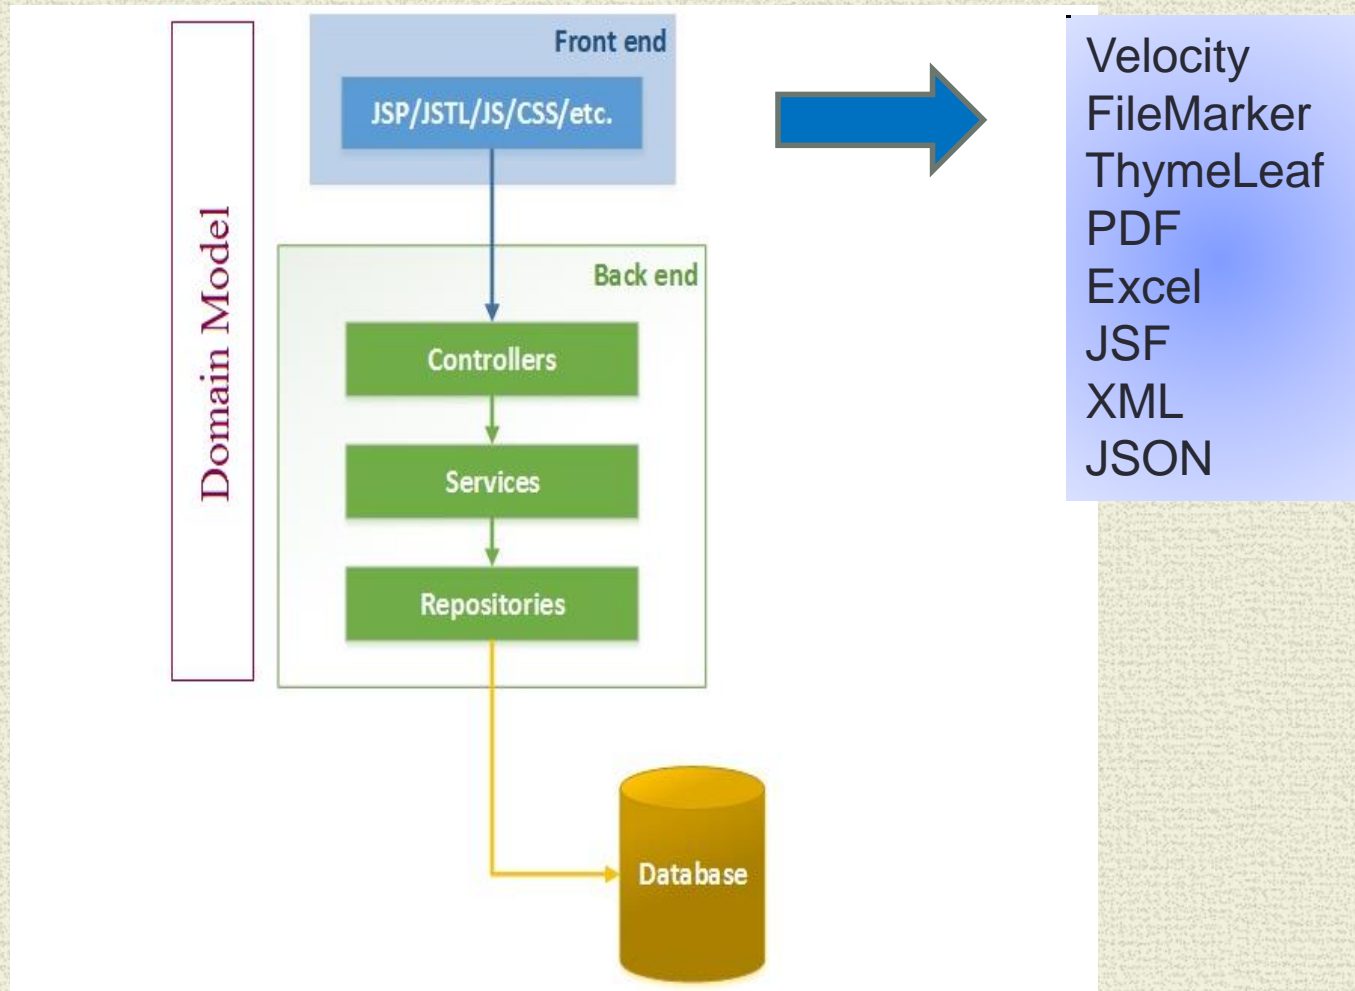 Domain Model
Front end
JSP/JSTL/JS/CSS/etc.
Back end
Controllers
Services
Repositories
Database
Velocity
FileMarker
ThymeLeaf
PDF
Excel
JSF
XML
JSON